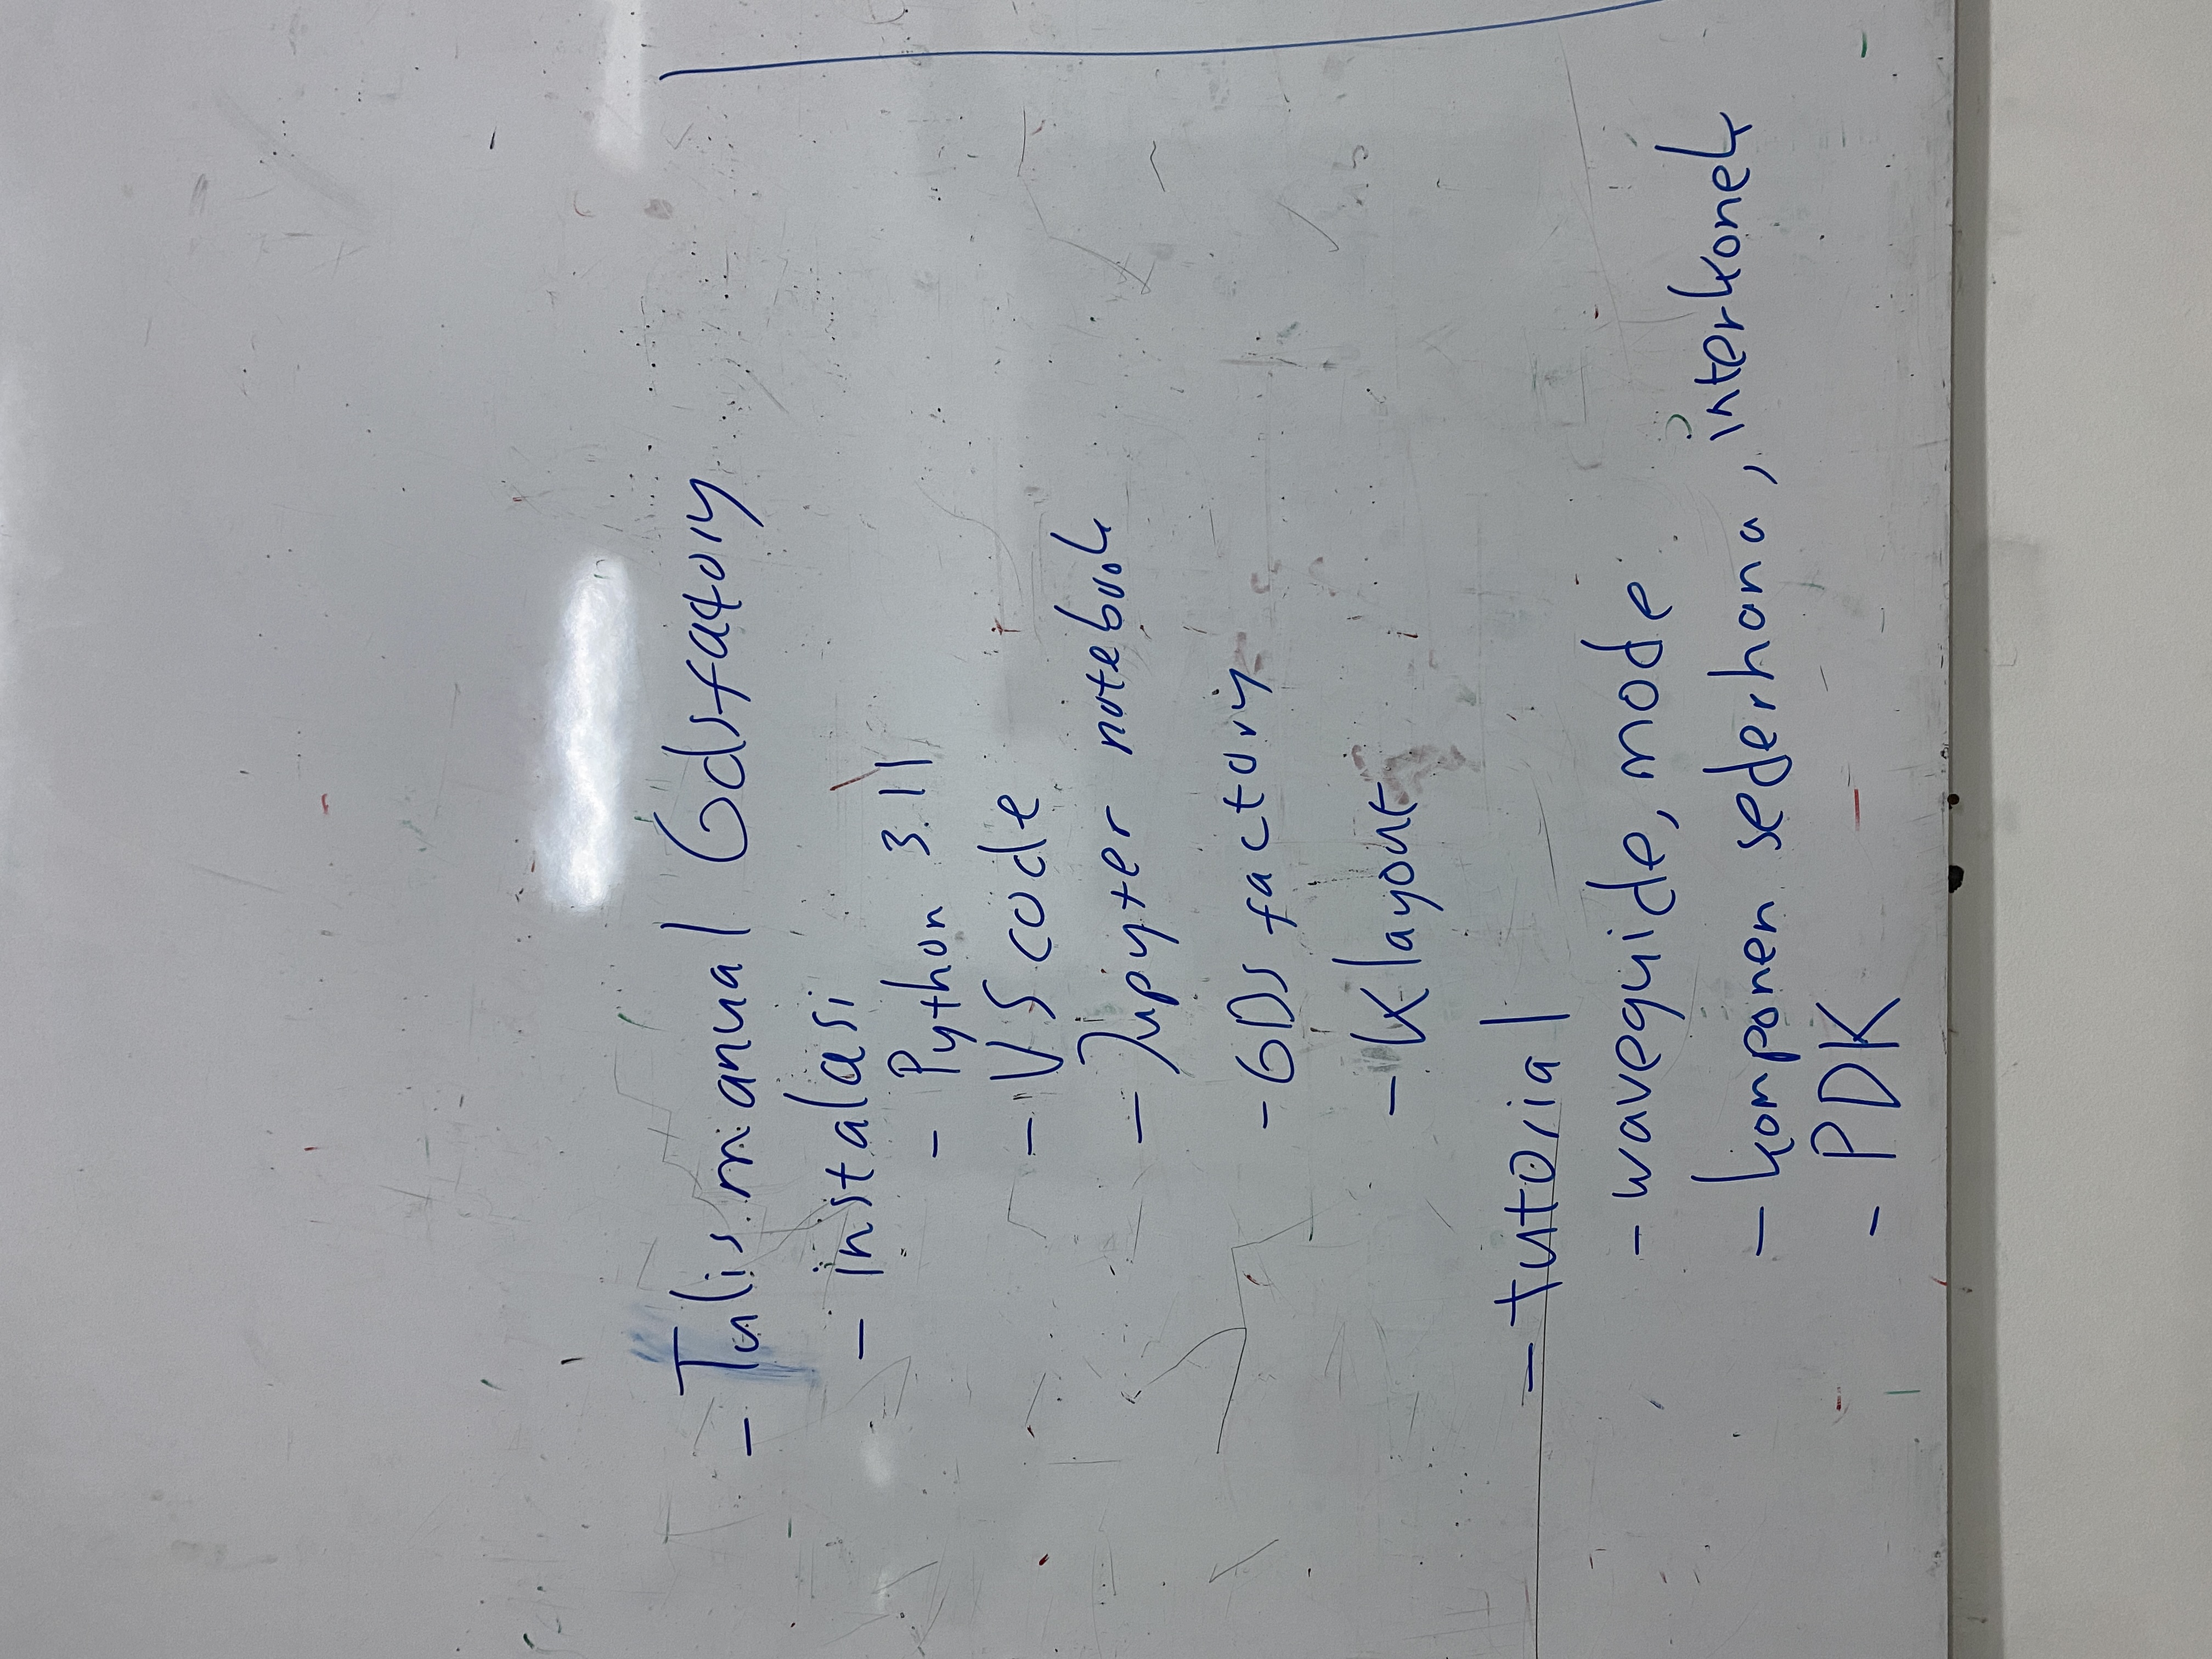 - Tulis manual Gdsfactory
- instalasi
- Python 3.11
- VS code
- Jupyter notebook
- GDS factory
- K layout
- tutorial
- waveguide, mode
- komponen sederhana, interkonek
- PDK